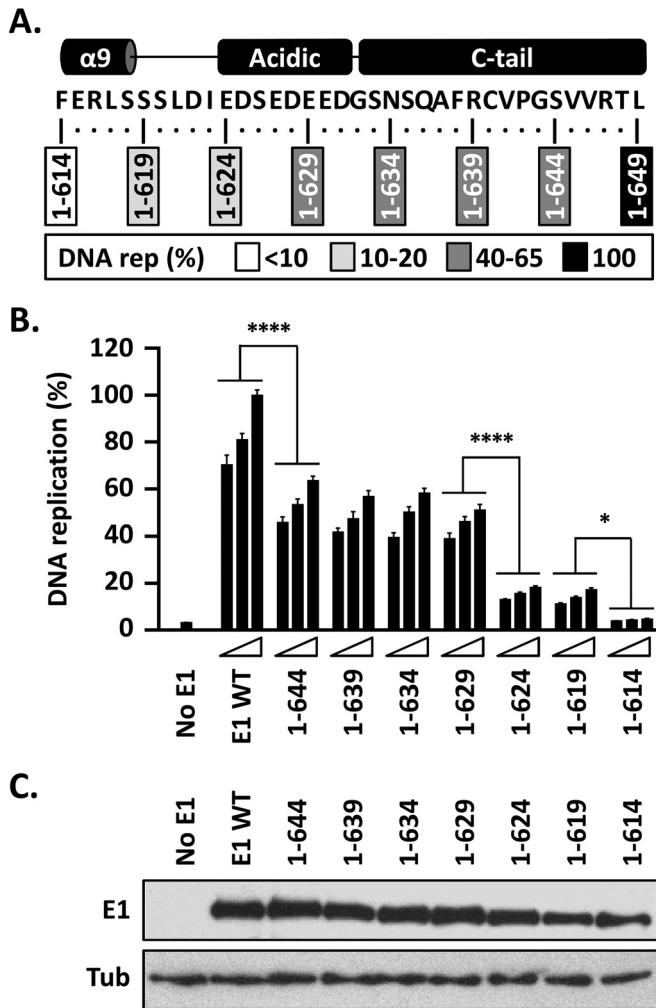 A.
α9 Acidic C-tail
FERLSSSLDIEDSEDEEDGSNSQAFRCVPGSVVRTL
1-614 1-619 1-624 1-629 1-634 1-639 1-644 1-649
DNA rep (%) <10 10-20 40-65 100
B.
DNA replication (%)
120
100
80
60
40
20
0
**** **** *
No E1 E1 WT 1-644 1-639 1-634 1-629 1-624 1-619 1-614
C.
No E1 E1 WT 1-644 1-639 1-634 1-629 1-624 1-619 1-614
E1
Tub